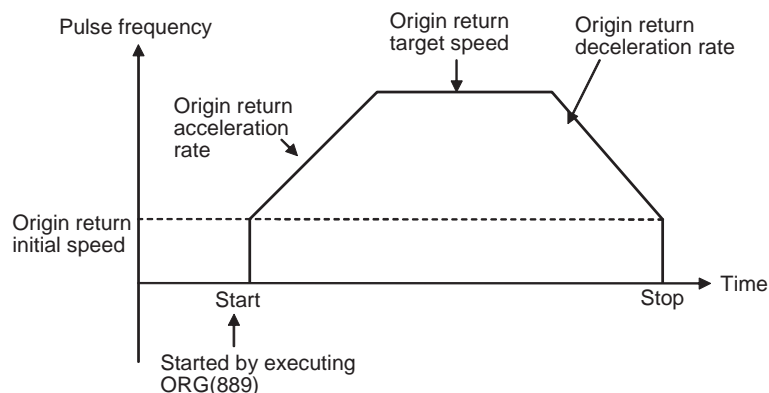 Pulse frequency
Origin return
target speed
Origin return
deceleration rate
Origin return
acceleration
rate
Origin return
initial speed
Time
Start
Stop
Started by executing
ORG(889)